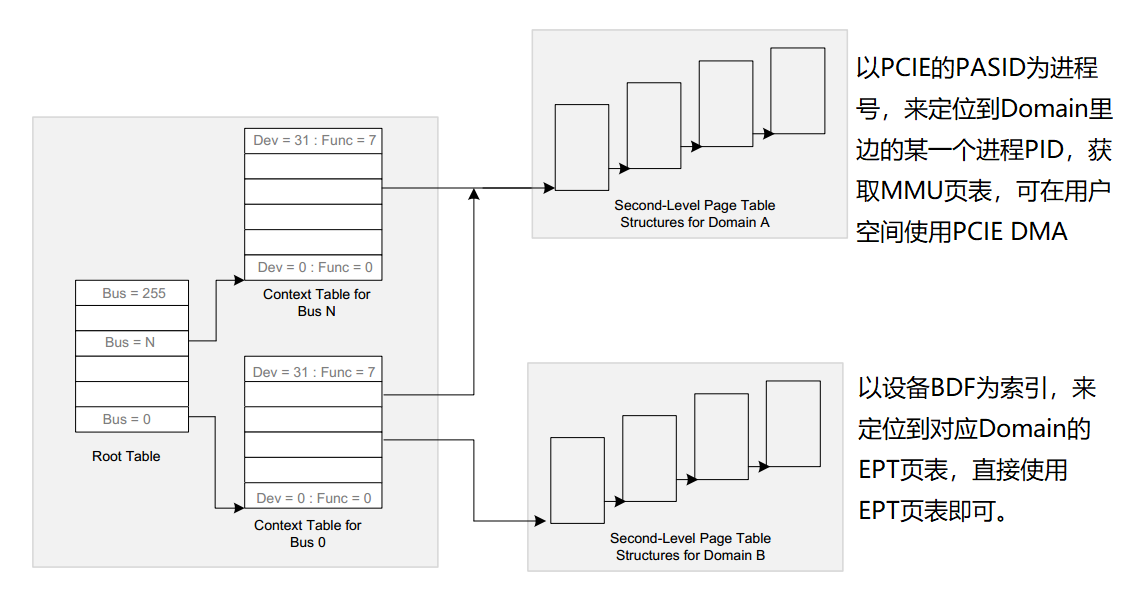 Dev = 31 : Func = 7
Dev = 0 : Func = 0
Context Table for
Bus N
Bus = 255
Bus = N
Bus = 0
Root Table
Dev = 31 : Func = 7
Dev = 0 : Func = 0
Context Table for
Bus 0
Second-Level Page Table
Structures for Domain A
以PCIE的PASID为进程
号，来定位到Domain里
边的某一个进程PID，获
取MMU页表，可在用户
空间使用PCIE DMA
Second-Level Page Table
Structures for Domain B
以设备BDF为索引，来
定位到对应Domain的
EPT页表，直接使用
EPT页表即可。